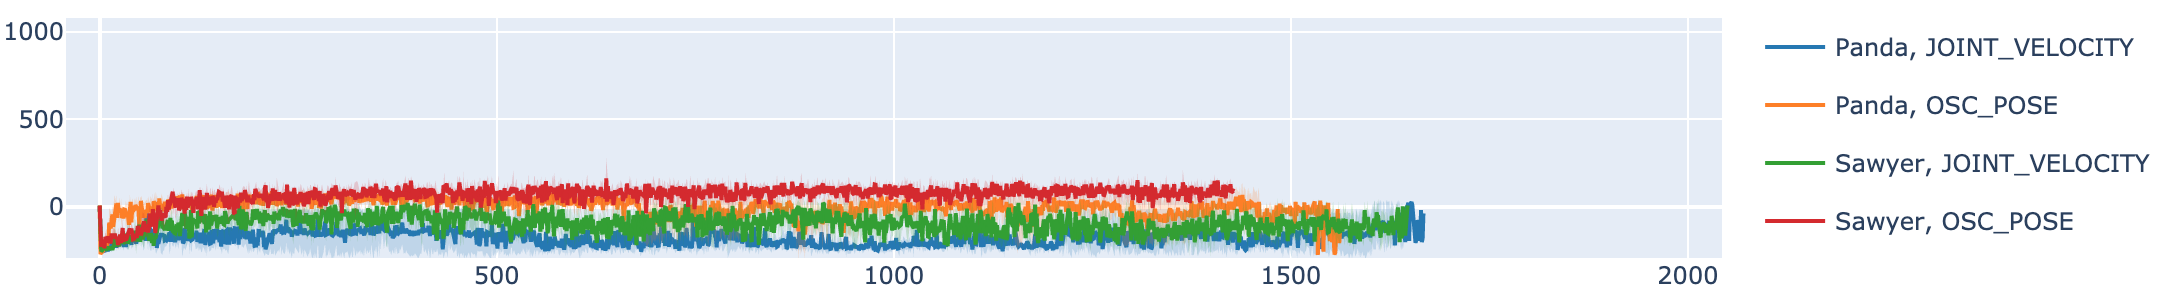 1000
500
0
0
500
1000
1500
2000
Panda, JOINT_VELOCITY
Panda, OSC_POSE
Sawyer, JOINT_VELOCITY
Sawyer, OSC_POSE